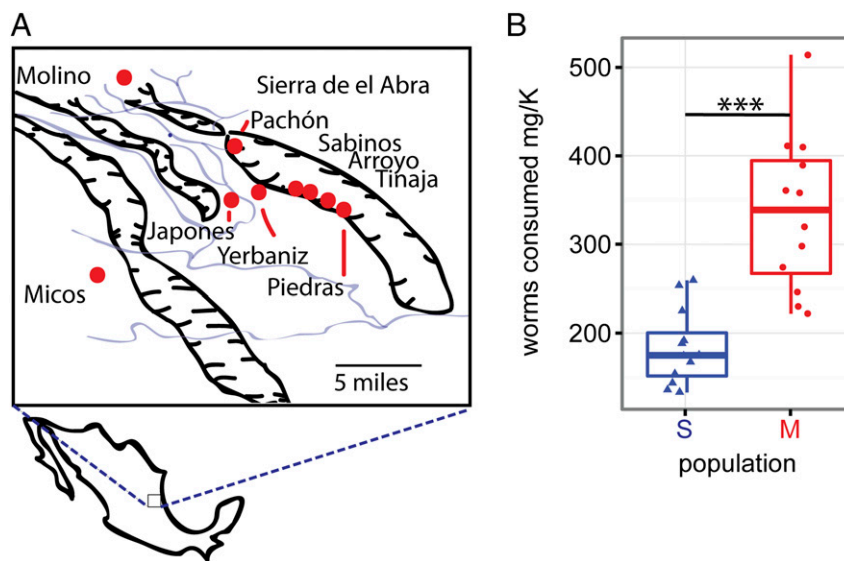 A
Molino
Sierra de el Abra
Pachón
Sabinos
Arroyo
Tinaja
Japones
Yerbaniz
Micos
Piedras
5 miles
B
worms consumed mg/K
500
400
300
200
***
S
M
population